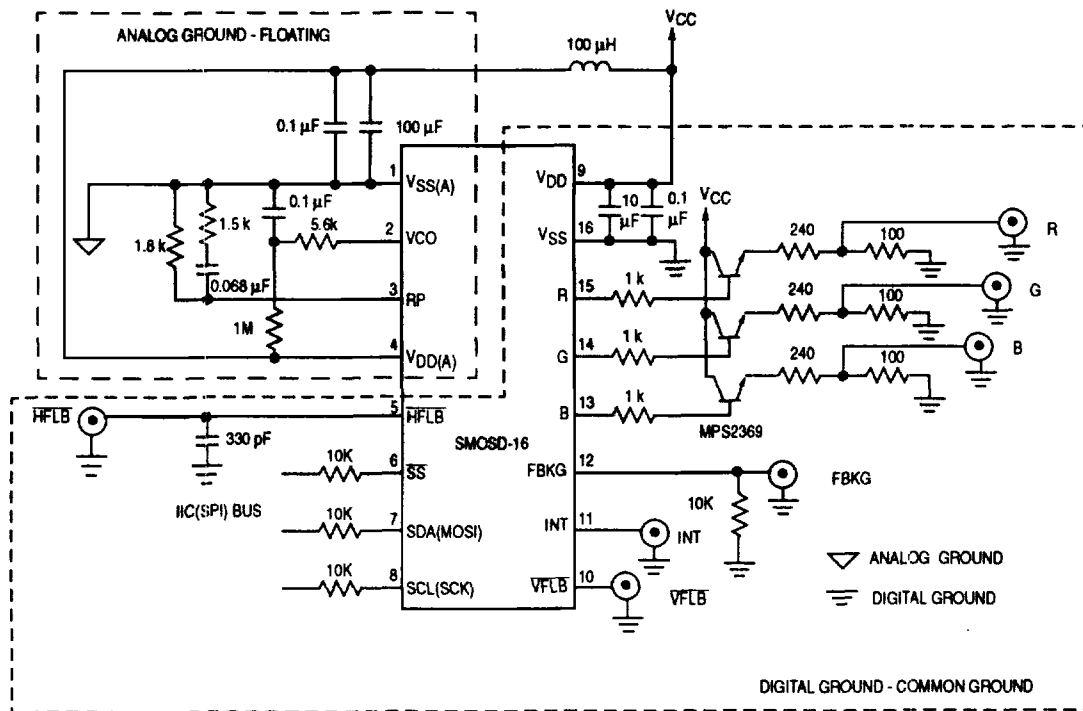 ANALOG GROUND - FLOATING
VCC
100 µH
0.1 µF
100 µF
1
VSS(A)
VDD
9
0.1 µF
10 µF
0.1 µF
VCC
1.8 k
1.5 k
5.6k
2
VCO
VSS
16
240
100
R
0.068 µF
3
RP
R
15
1 k
240
100
G
1M
4
VDD(A)
G
14
1 k
240
100
B
HFLB
5
HFLB
B
13
1 k
MPS2369
330 pF
SMOSD-16
10K
6
SS
FBKG
12
FBKG
IIC(SPI) BUS
10K
10K
7
SDA(MOSI)
INT
11
INT
ANALOG GROUND
10K
8
SCL(SCK)
VFLB
10
VFLB
DIGITAL GROUND
DIGITAL GROUND - COMMON GROUND